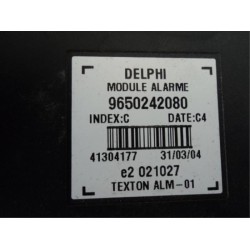 DELPHI
MODULE ALARME
9650242080
INDEX:C DATE:C4
41304177 31/03/04
e2 021027
TEXTON ALM-01